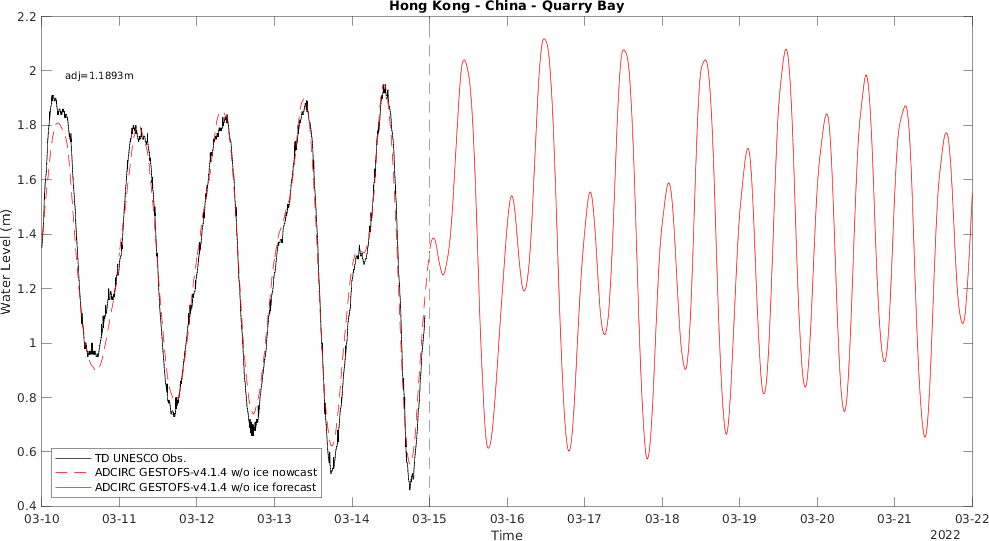 Hong Kong - China - Quarry Bay
adj=1.1893m
Water Level (m)
2.2
2
1.8
1.6
1.4
1.2
1
0.8
0.6
0.4
TD UNESCO Obs.
ADCIRC GESTOFS-v4.1.4 w/o ice nowcast
ADCIRC GESTOFS-v4.1.4 w/o ice forecast
03-10 03-11 03-12 03-13 03-14 03-15 03-16 03-17 03-18 03-19 03-20 03-21 03-22
Time
2022